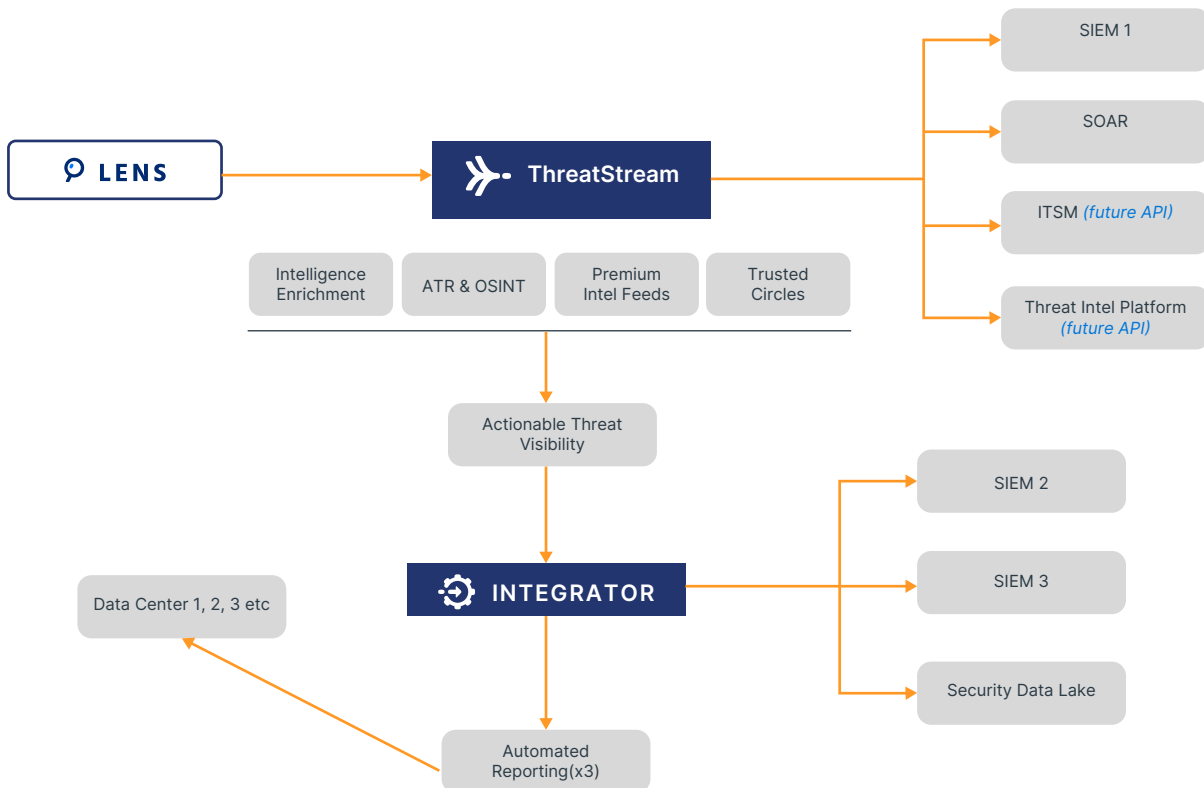 SIEM 1
SOAR
LENS
ThreatStream
ITSM (future API)
Intelligence
Enrichment
ATR & OSINT
Premium
Intel Feeds
Trusted
Circles
Threat Intel Platform
(future API)
Actionable Threat
Visibility
SIEM 2
INTEGRATOR
SIEM 3
Data Center 1, 2, 3 etc
Security Data Lake
Automated
Reporting(x3)